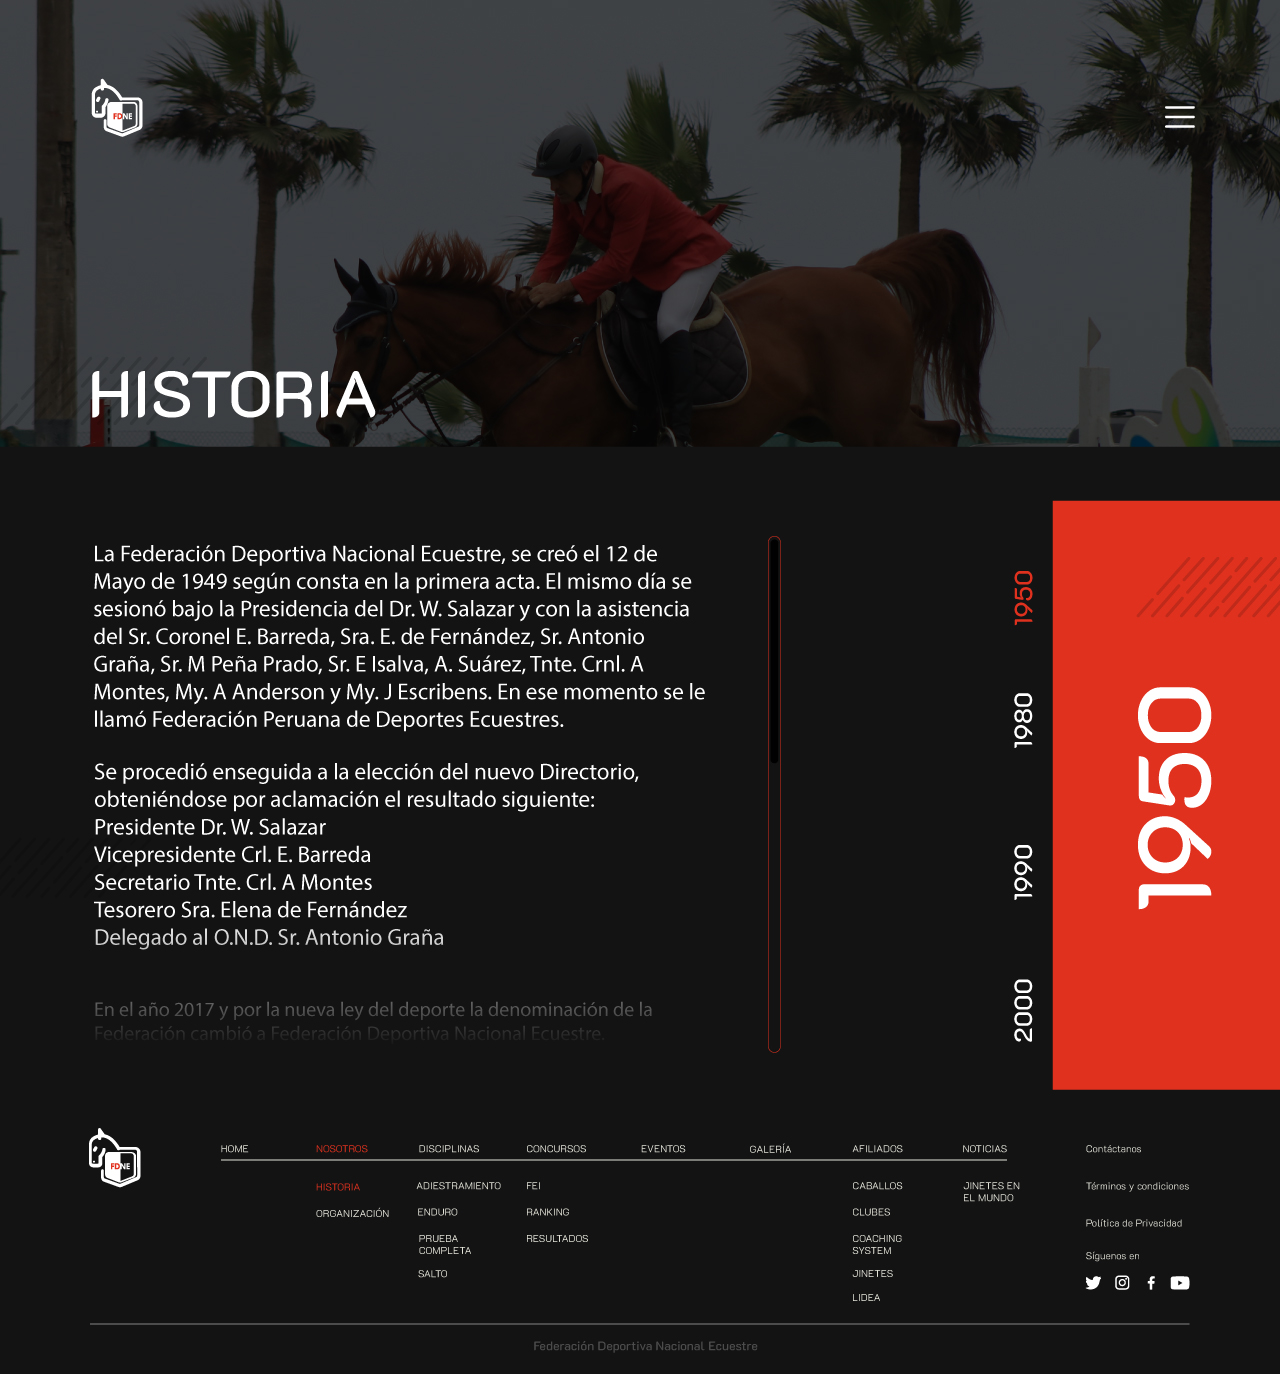 FDNE
HISTORIA
La Federación Deportiva Nacional Ecuestre, se creó el 12 de
Mayo de 1949 según consta en la primera acta. El mismo día se
sesionó bajo la Presidencia del Dr. W. Salazar y con la asistencia
del Sr. Coronel E. Barreda, Sra. E. de Fernández, Sr. Antonio
Graña, Sr. M Peña Prado, Sr. E Isalva, A. Suárez, Tnte. Crnl. A
Montes, My. A Anderson y My. J Escribens. En ese momento se le
llamó Federación Peruana de Deportes Ecuestres.
Se procedió enseguida a la elección del nuevo Directorio,
obteniéndose por aclamación el resultado siguiente:
Presidente Dr. W. Salazar
Vicepresidente Crl. E. Barreda
Secretario Tnte. Crl. A Montes
Tesorero Sra. Elena de Fernández
Delegado al O.N.D. Sr. Antonio Graña
En el año 2017 y por la nueva ley del deporte la denominación de la
Federación cambió a Federación Deportiva Nacional Ecuestre.
1950
1980
1990
2000
1950
FDNE
HOME
NOSOTROS
HISTORIA
ORGANIZACIÓN
DISCIPLINAS
ADIESTRAMIENTO
ENDURO
PRUEBA
COMPLETA
SALTO
CONCURSOS
FEI
RANKING
RESULTADOS
EVENTOS
GALERÍA
AFILIADOS
CABALLOS
CLUBES
COACHING
SYSTEM
JINETES
LIDEA
NOTICIAS
JINETES EN
EL MUNDO
Contáctanos
Términos y condiciones
Política de Privacidad
Síguenos en
Federación Deportiva Nacional Ecuestre